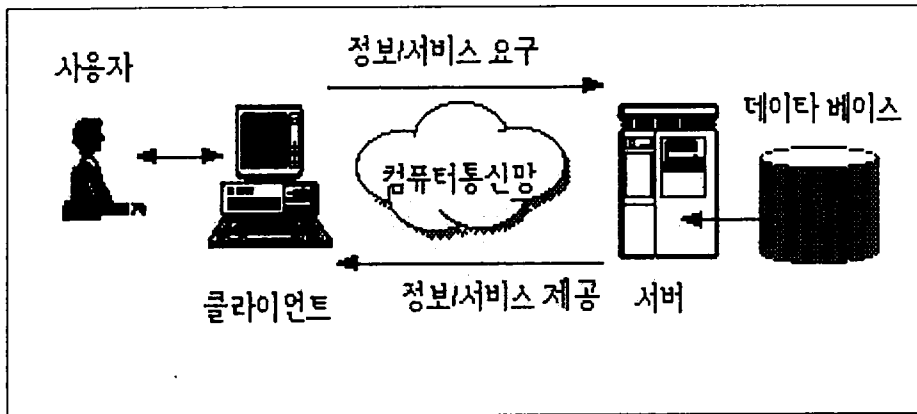 정보/서비스 요구
사용자
데이타 베이스
컴퓨터통신망
정보/서비스 제공
서버
클라이언트